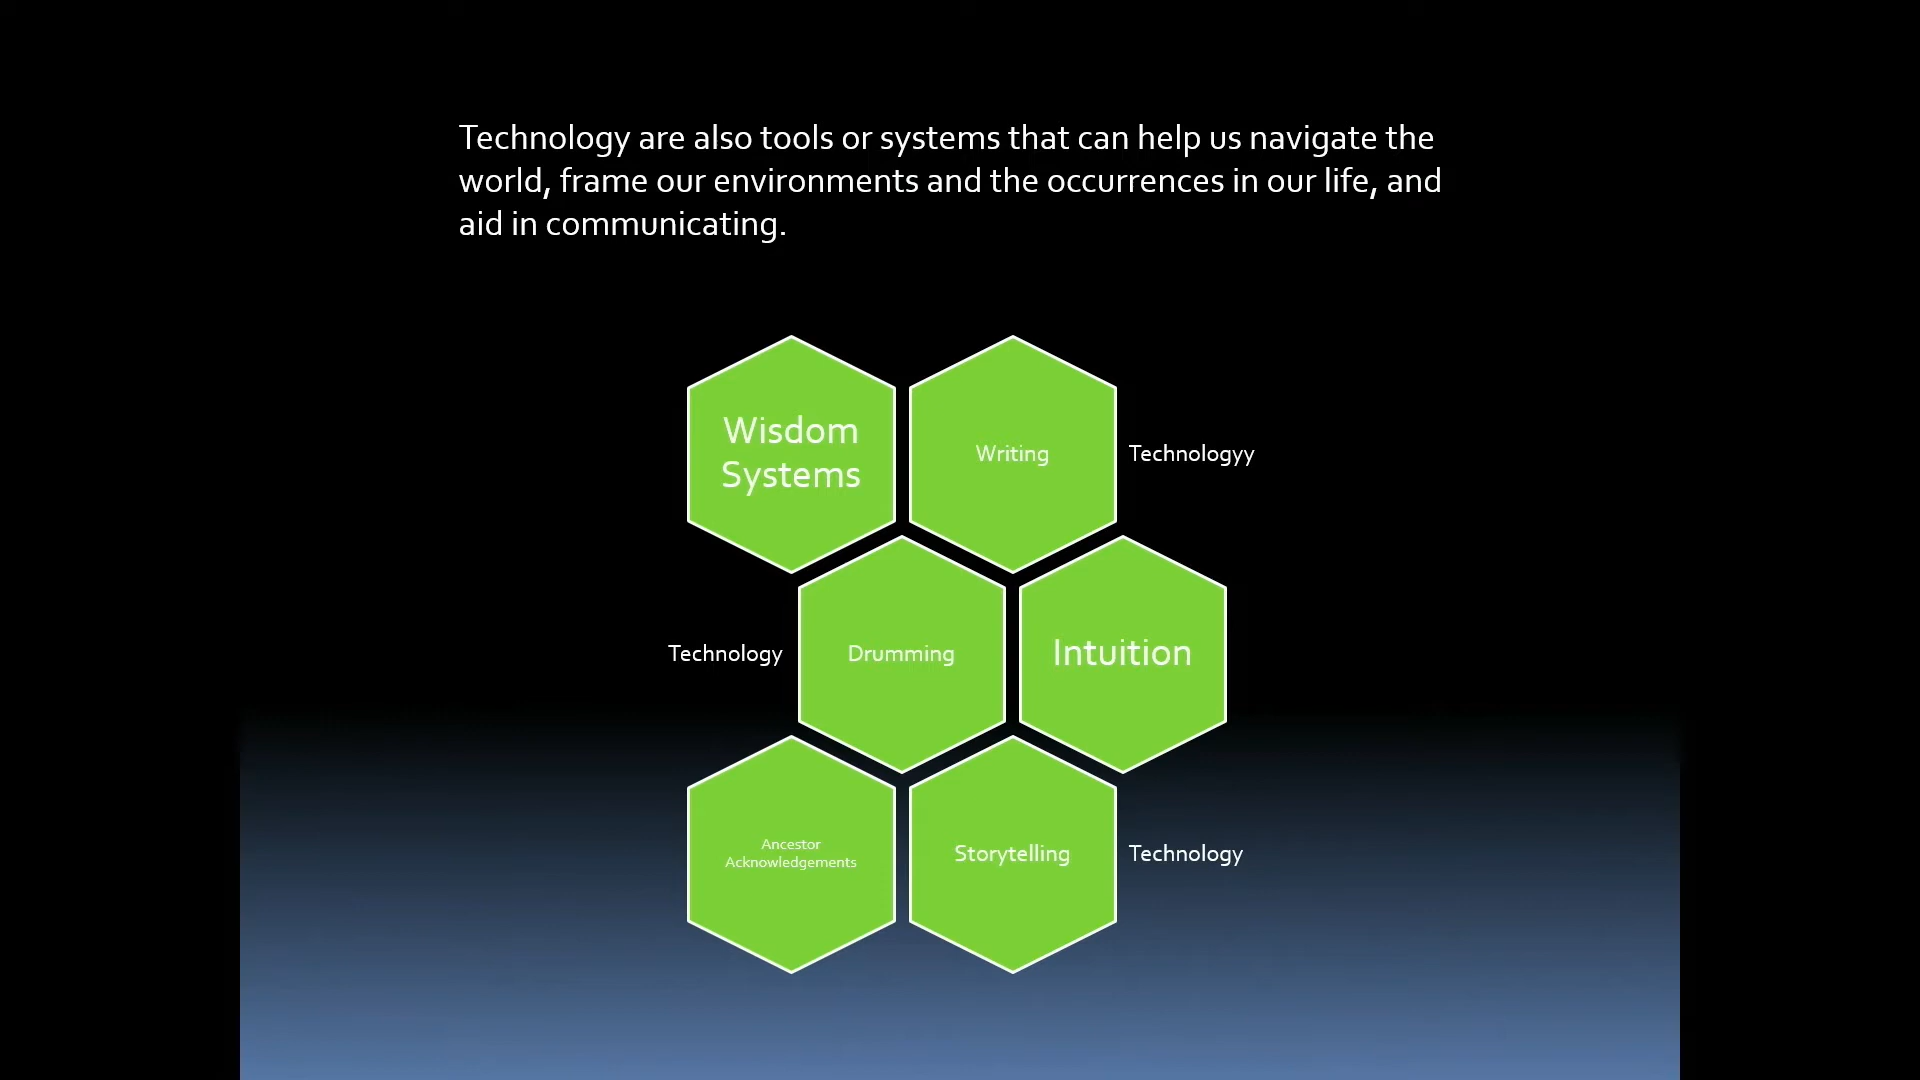 Technology are also tools or systems that can help us navigate the
world, frame our environments and the occurrences in our life, and
aid in communicating.
Wisdom
Systems
Writing
Technologyy
Technology
Drumming
Intuition
Ancestor
Acknowledgements
Storytelling
Technology